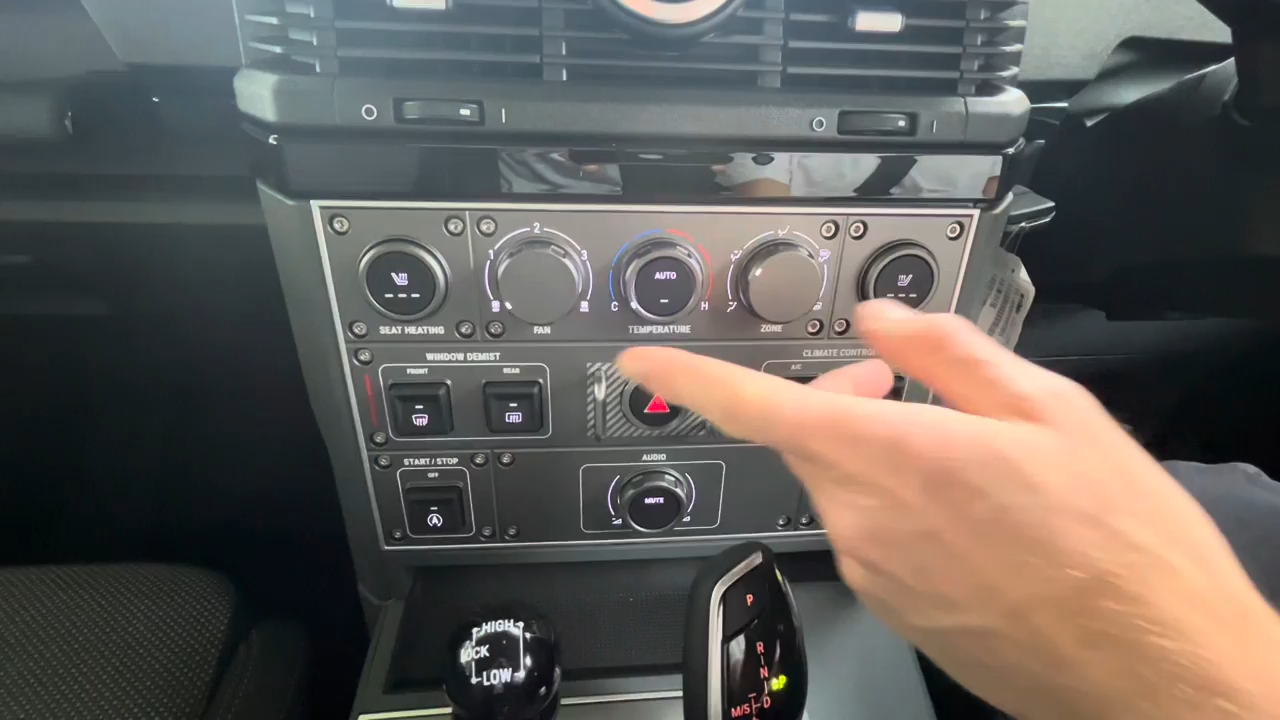 1 2 3
AUTO
C H
SEAT HEATING
FAN
TEMPERATURE
ZONE
WINDOW DEMIST
FRONT
REAR
CLIMATE CONTROL
A/C
START / STOP
OFF
A
AUDIO
MUTE
HIGH
LOCK
LOW
P
R
N
D
M/S